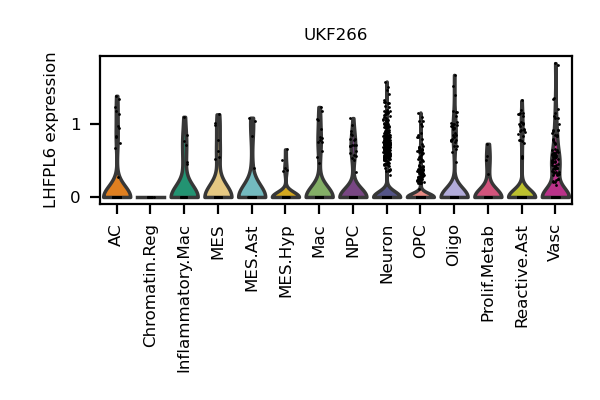 UKF266
LHFPL6 expression
1
0
AC
Chromatin.Reg
Inflammatory.Mac
MES
MES.Ast
MES.Hyp
Mac
NPC
Neuron
OPC
Oligo
Prolif.Metab
Reactive.Ast
Vasc